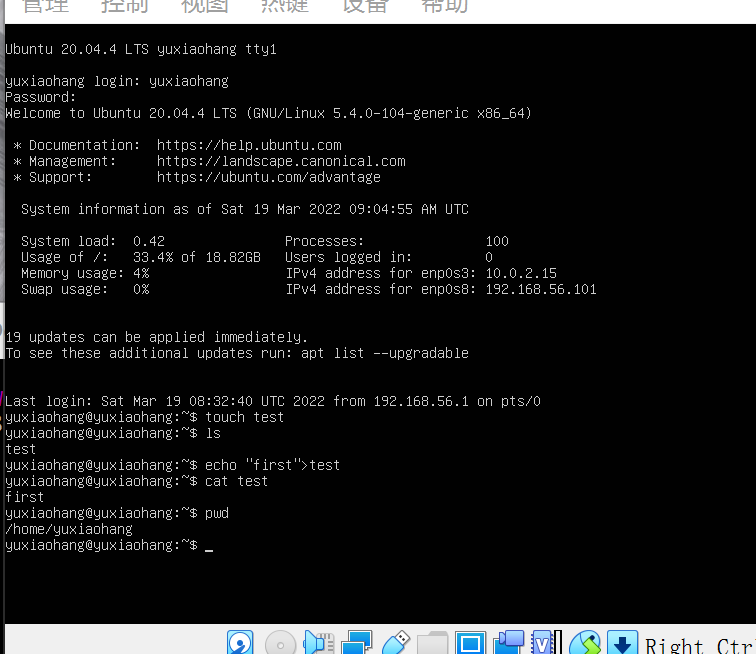 管理 控制 视图 热键 设备 帮助
Ubuntu 20.04.4 LTS yuxiaohang tty1
yuxiaohang login: yuxiaohang
Password:
Welcome to Ubuntu 20.04.4 LTS (GNU/Linux 5.4.0-104-generic x86_64)
* Documentation:  https://help.ubuntu.com
* Management:     https://landscape.canonical.com
* Support:        https://ubuntu.com/advantage
System information as of Sat 19 Mar 2022 09:04:55 AM UTC
System load:  0.42               Processes:               100
Usage of /:   33.4% of 18.82GB   Users logged in:         0
Memory usage: 4%                 IPv4 address for enp0s3: 10.0.2.15
Swap usage:   0%                 IPv4 address for enp0s8: 192.168.56.101
19 updates can be applied immediately.
To see these additional updates run: apt list --upgradable
Last login: Sat Mar 19 08:32:40 UTC 2022 from 192.168.56.1 on pts/0
yuxiaohang@yuxiaohang:~$ touch test
yuxiaohang@yuxiaohang:~$ ls
test
yuxiaohang@yuxiaohang:~$ echo "first">test
yuxiaohang@yuxiaohang:~$ cat test
first
yuxiaohang@yuxiaohang:~$ pwd
/home/yuxiaohang
yuxiaohang@yuxiaohang:~$ _
Right Ctr